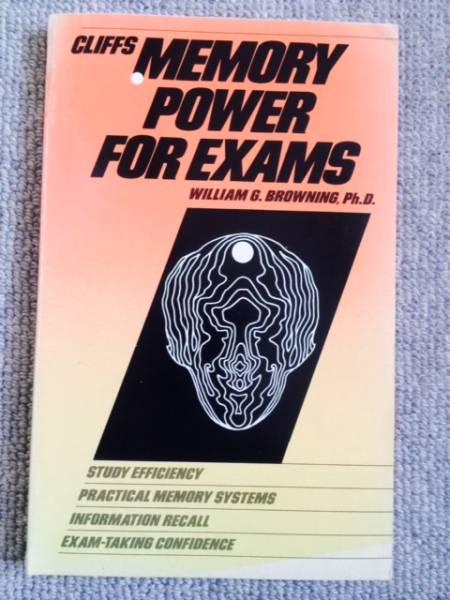 CLIFFS MEMORY
POWER
FOR EXAMS
WILLIAM G. BROWNING, Ph.D.
STUDY EFFICIENCY
PRACTICAL MEMORY SYSTEMS
INFORMATION RECALL
EXAM-TAKING CONFIDENCE